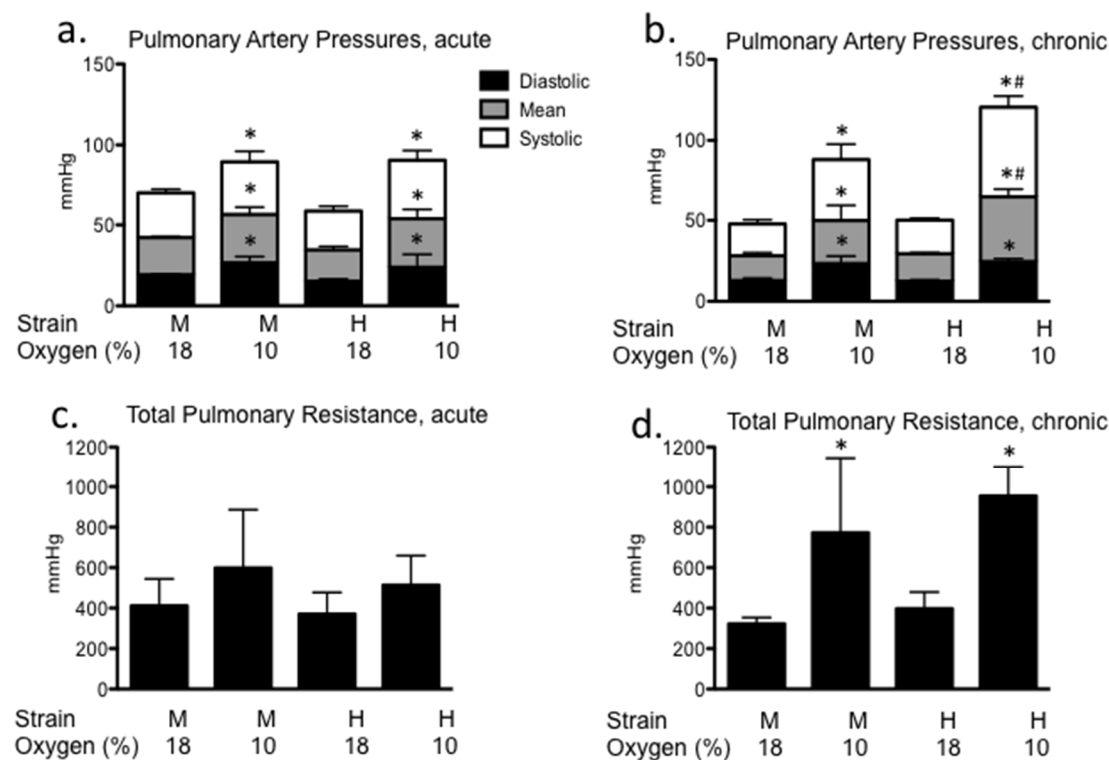 a.
Pulmonary Artery Pressures, acute
150
100
50
0
mmHg
Diastolic
Mean
Systolic
*
*
*
*
*
*
Strain M M H H
Oxygen (%) 18 10 18 10
b.
Pulmonary Artery Pressures, chronic
150
100
50
0
mmHg
*
*
*
*#
*#
*
Strain M M H H
Oxygen (%) 18 10 18 10
c.
Total Pulmonary Resistance, acute
1200
1000
800
600
400
200
0
mmHg
Strain M M H H
Oxygen (%) 18 10 18 10
d.
Total Pulmonary Resistance, chronic
1200
1000
800
600
400
200
0
mmHg
*
*
Strain M M H H
Oxygen (%) 18 10 18 10